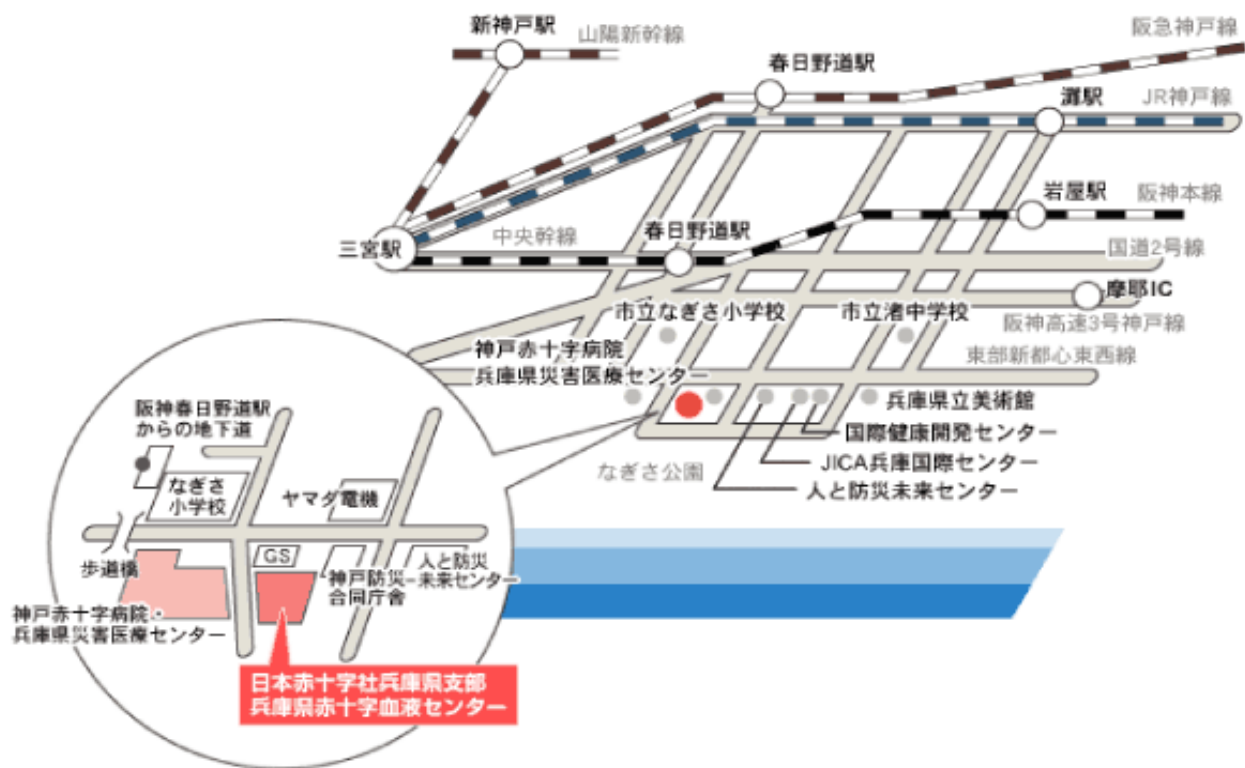 新神戸駅
山陽新幹線
阪急神戸線
春日野道駅
灘駅
JR神戸線
岩屋駅
阪神本線
三宮駅
中央幹線
春日野道駅
国道2号線
摩耶IC
阪神高速3号神戸線
市立なぎさ小学校
市立渚中学校
東部新都心東西線
神戸赤十字病院
兵庫県災害医療センター
兵庫県立美術館
国際健康開発センター
JICA兵庫国際センター
人と防災未来センター
なぎさ公園
阪神春日野道駅
からの地下道
なぎさ
小学校
ヤマダ電機
GS
歩道橋
神戸防災
合同庁舎
人と防災
未来センター
神戸赤十字病院・
兵庫県災害医療センター
日本赤十字社兵庫県支部
兵庫県赤十字血液センター